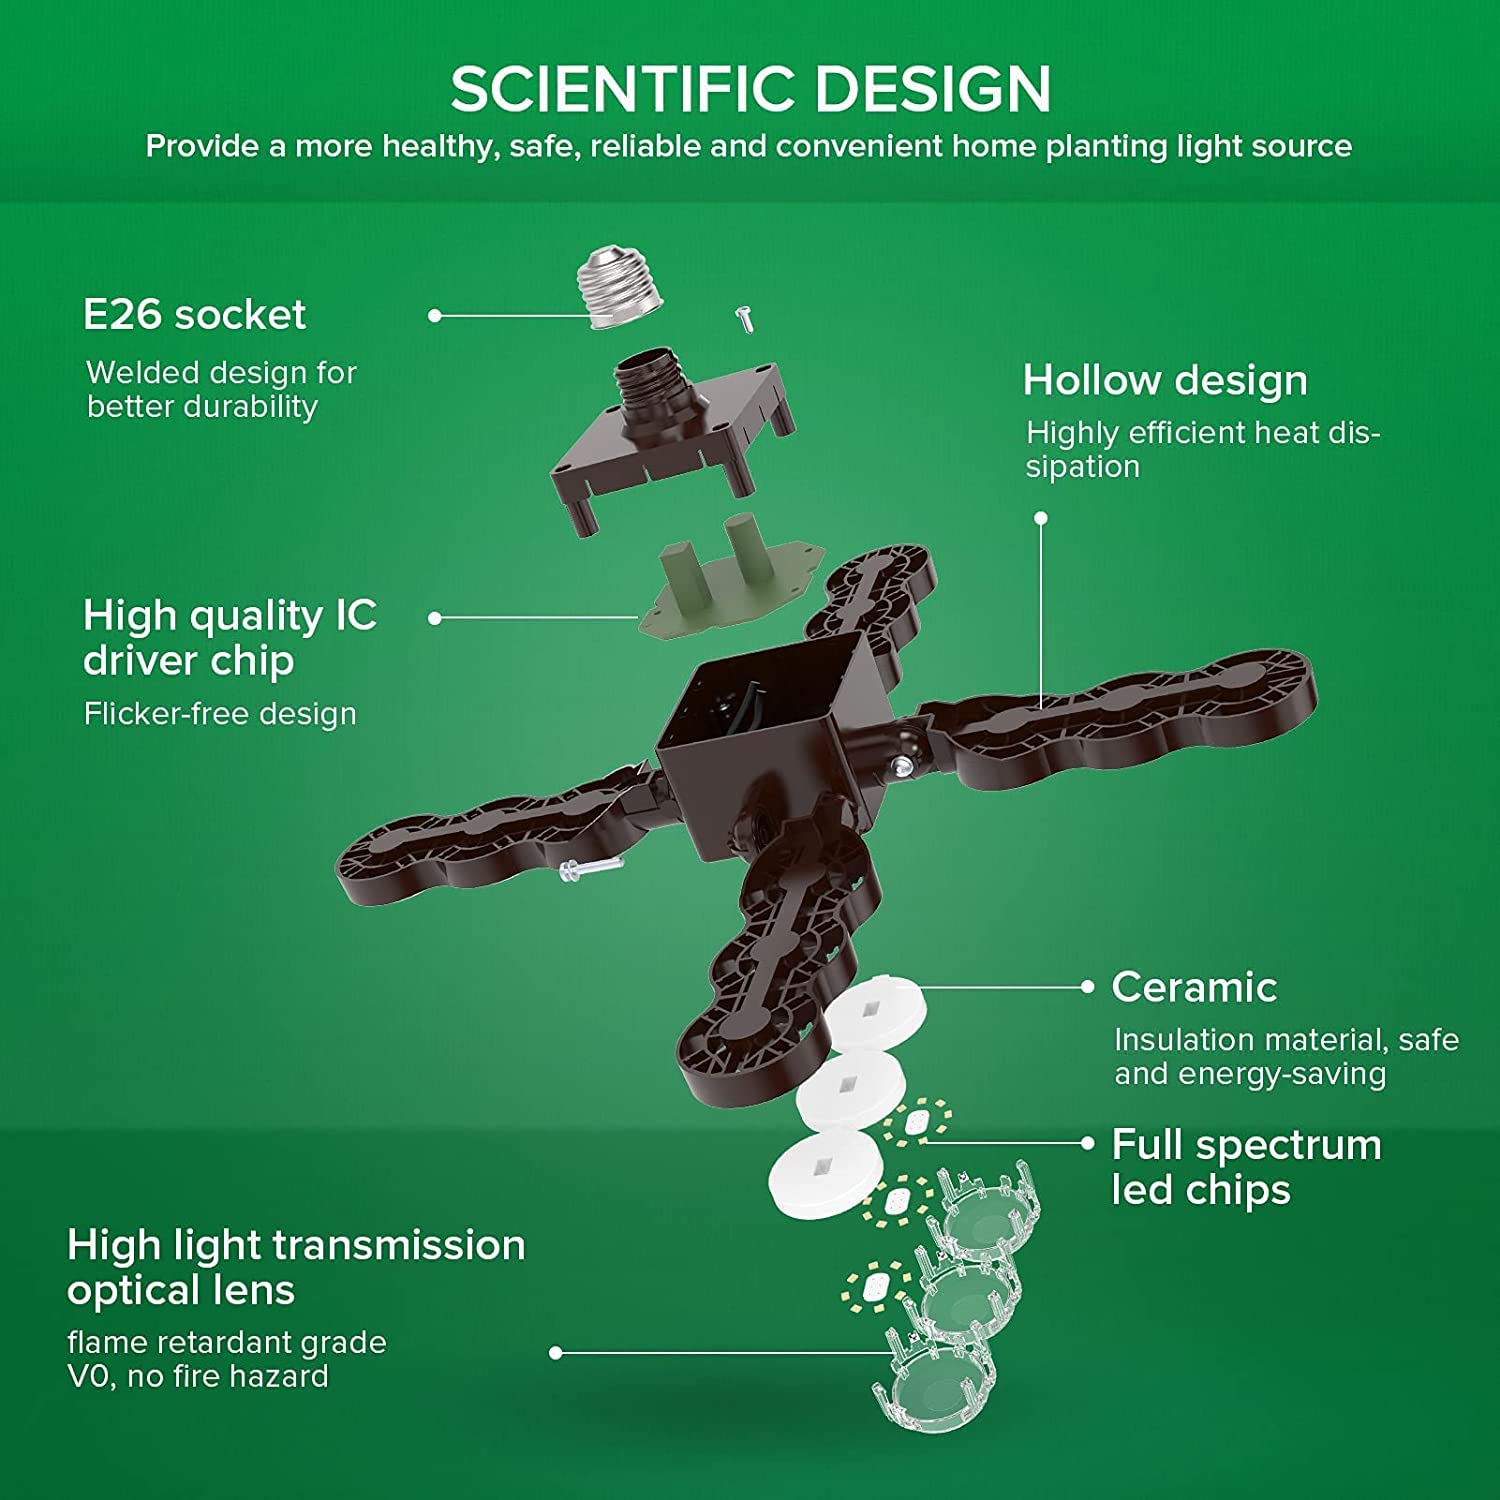 SCIENTIFIC DESIGN
Provide a more healthy, safe, reliable and convenient home planting light source
E26 socket
Welded design for
better durability
Hollow design
Highly efficient heat dis-
sipation
High quality IC
driver chip
Flicker-free design
Ceramic
Insulation material, safe
and energy-saving
Full spectrum
led chips
High light transmission
optical lens
flame retardant grade
V0, no fire hazard